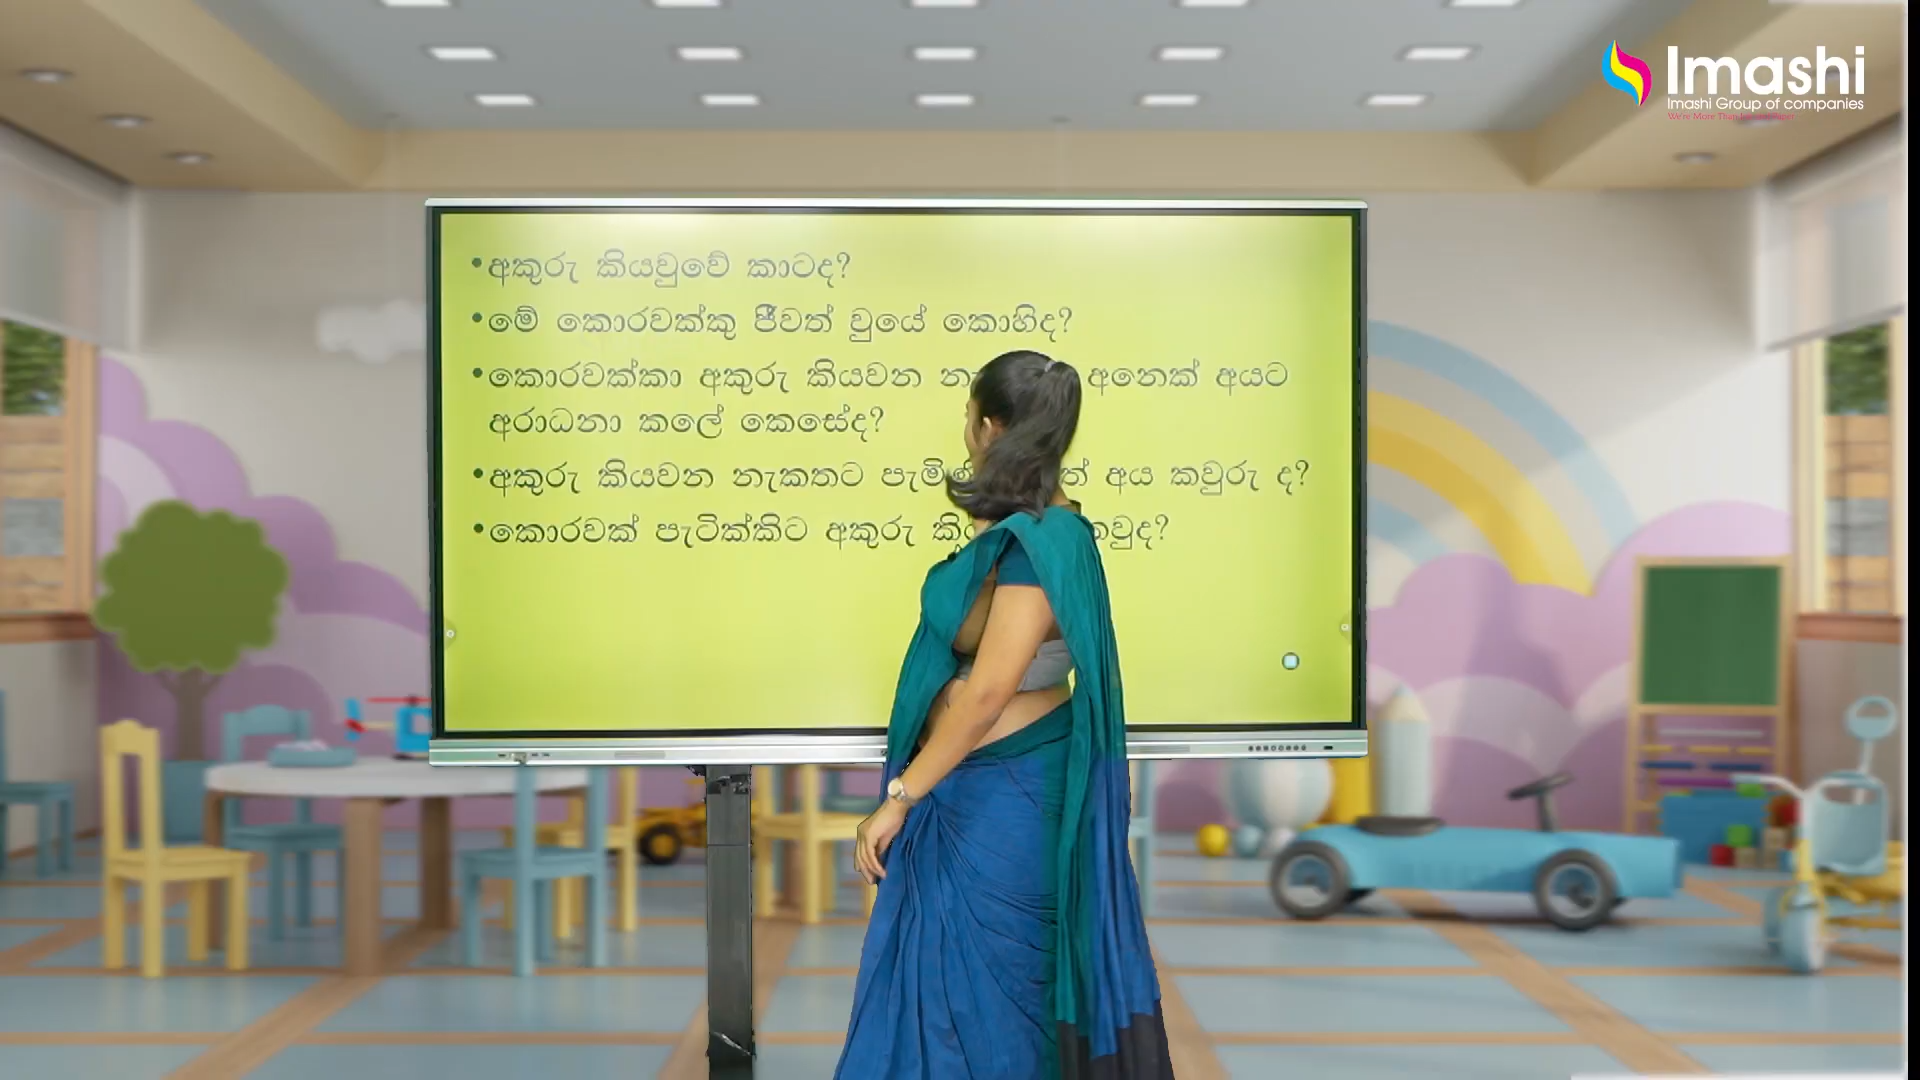 Imashi
Imashi Group of companies
•අකුරු කියවුවේ කාටද?
•මේ කොරවක්කු ජීවත් වූයේ කොහිද?
•කොරවක්කා අකුරු කියවන අනෙක් අයට
අරාධනා කලේ කෙසේද?
•අකුරු කියවන නැකතට අය කවුරු ද?
•කොරවක් පැටික්කිට අකුරු